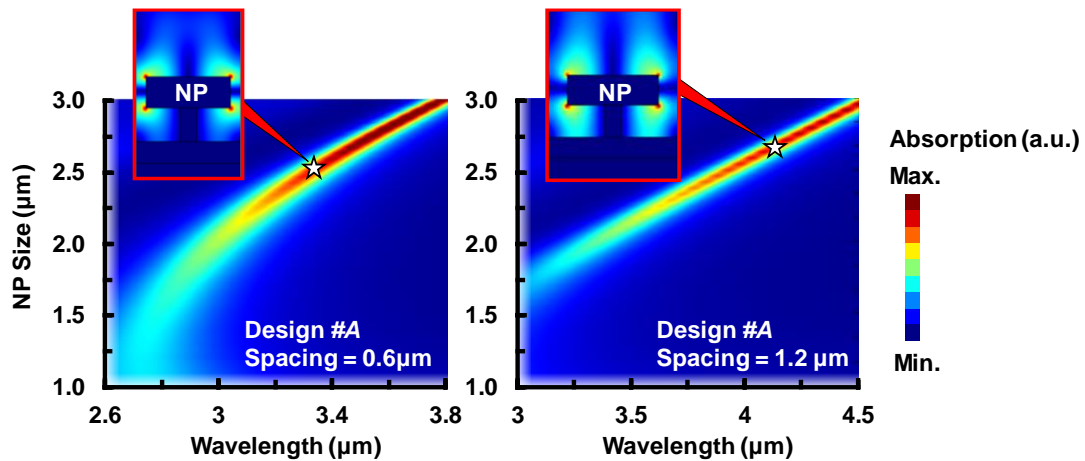 NP
NP
3.0
2.5
2.0
1.5
1.0
NP Size (µm)
2.6
3
3.4
3.8
Wavelength (µm)
Design #A
Spacing = 0.6µm
3.0
2.5
2.0
1.5
1.0
3
3.5
4
4.5
Wavelength (µm)
Design #A
Spacing = 1.2 µm
Absorption (a.u.)
Max.
Min.